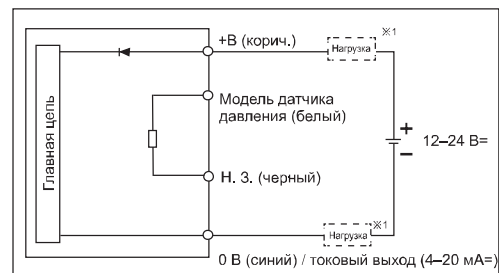 +В (корич.)
Нагрузка
※1
Главная цепь
Модель датчика
давления (белый)
+
12–24 В=
–
Н. З. (черный)
Нагрузка
※1
0 В (синий) / токовый выход (4–20 мА=)